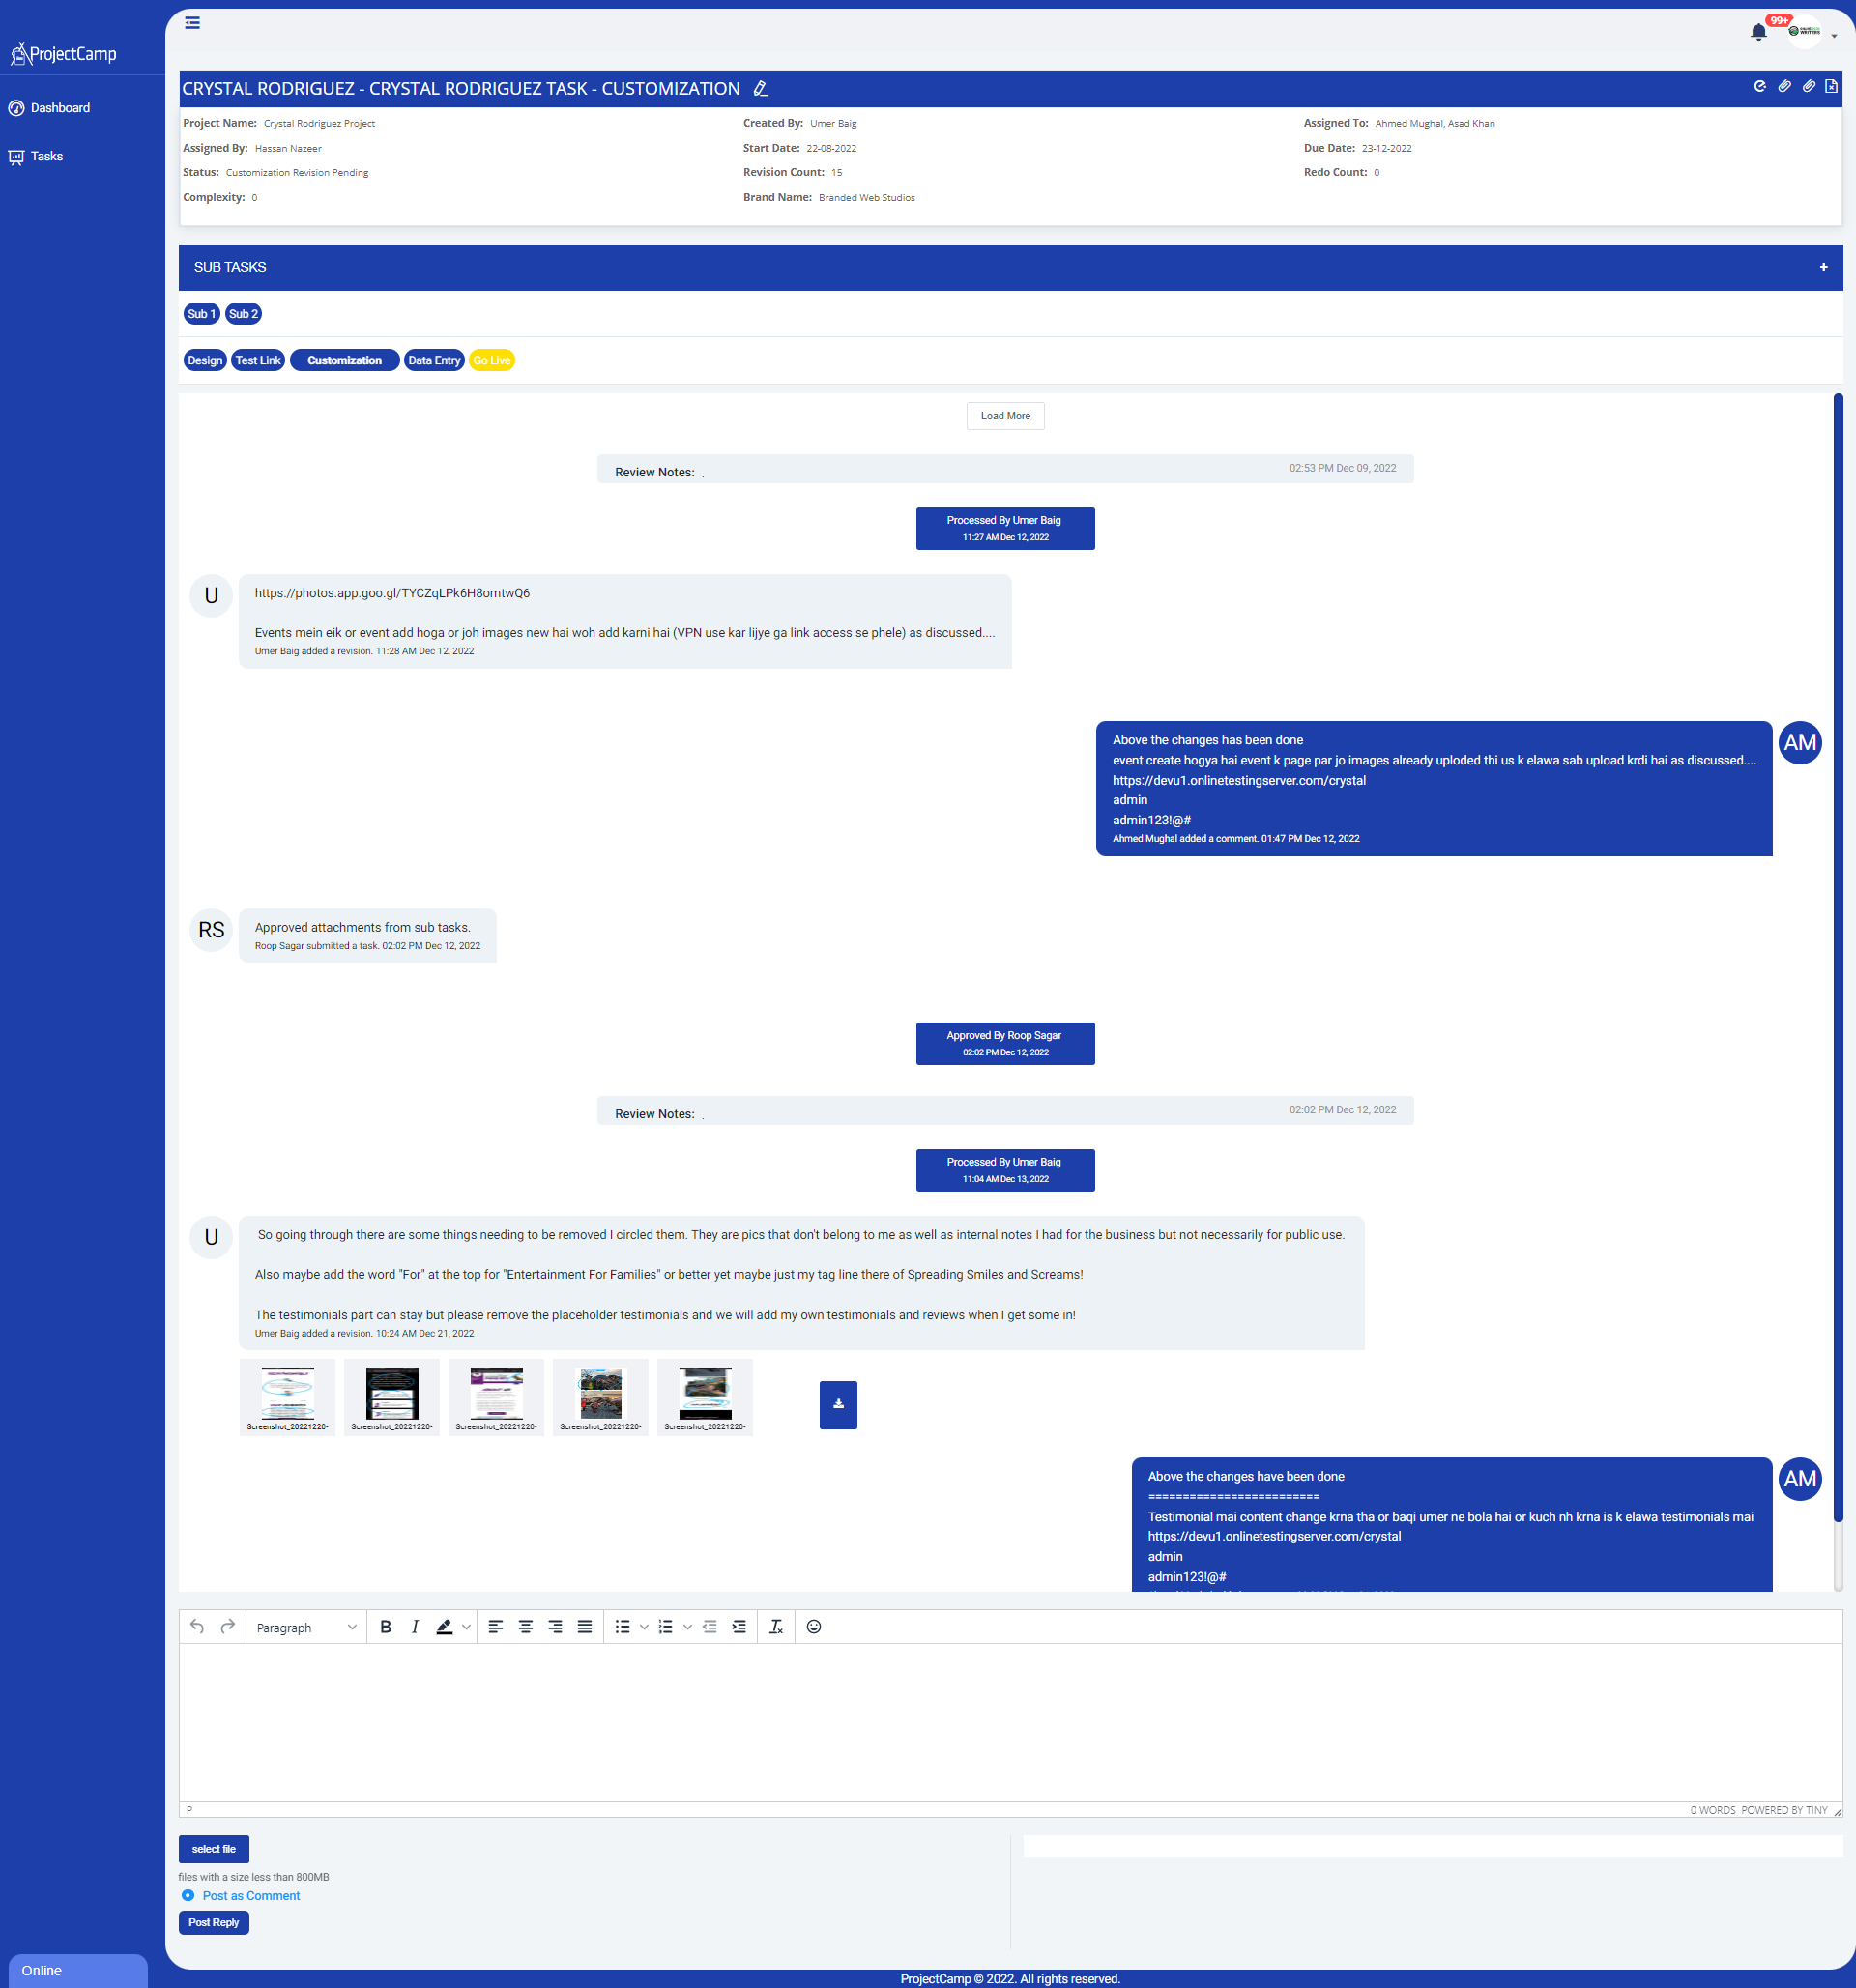 ProjectCamp
99+
Dashboard
Tasks
CRYSTAL RODRIGUEZ - CRYSTAL RODRIGUEZ TASK - CUSTOMIZATION
Project Name: Crystal Rodriguez Project
Created By: Umer Baig
Assigned To: Ahmed Mughal, Asad Khan
Assigned By: Hassan Nazeer
Start Date: 22-08-2022
Due Date: 23-12-2022
Status: Customization Revision Pending
Revision Count: 15
Redo Count: 0
Complexity: 0
Brand Name: Branded Web Studios
SUB TASKS
+
Sub 1 Sub 2
Design Test Link Customization Data Entry Go Live
Load More
Review Notes: .
02:53 PM Dec 09, 2022
Processed By Umer Baig
11:27 AM Dec 12, 2022
U
https://photos.app.goo.gl/TYCZqLPk6H8omtwQ6
Events mein eik or event add hoga or joh images new hai woh add karni hai (VPN use kar lijye ga link access se phele) as discussed....
Umer Baig added a revision. 11:28 AM Dec 12, 2022
AM
Above the changes has been done
event create hogya hai event k page par jo images already uploded thi us k elawa sab upload krdi hai as discussed....
https://devu1.onlinetestingserver.com/crystal
admin
admin123!@#
Ahmed Mughal added a comment. 01:47 PM Dec 12, 2022
RS
Approved attachments from sub tasks.
Roop Sagar submitted a task. 02:02 PM Dec 12, 2022
Approved By Roop Sagar
02:02 PM Dec 12, 2022
Review Notes: .
02:02 PM Dec 12, 2022
Processed By Umer Baig
11:04 AM Dec 13, 2022
U
So going through there are some things needing to be removed I circled them. They are pics that don't belong to me as well as internal notes I had for the business but not necessarily for public use.
Also maybe add the word "For" at the top for "Entertainment For Families" or better yet maybe just my tag line there of Spreading Smiles and Screams!
The testimonials part can stay but please remove the placeholder testimonials and we will add my own testimonials and reviews when I get some in!
Umer Baig added a revision. 10:24 AM Dec 21, 2022
Screenshot_20221220- Screenshot_20221220- Screenshot_20221220- Screenshot_20221220- Screenshot_20221220-
AM
Above the changes have been done
=========================
Testimonial mai content change krna tha or baqi umer ne bola hai or kuch nh krna is k elawa testimonials mai
https://devu1.onlinetestingserver.com/crystal
admin
admin123!@#
Paragraph
P
0 WORDS POWERED BY TINY
select file
files with a size less than 800MB
Post as Comment
Post Reply
Online
ProjectCamp © 2022. All rights reserved.